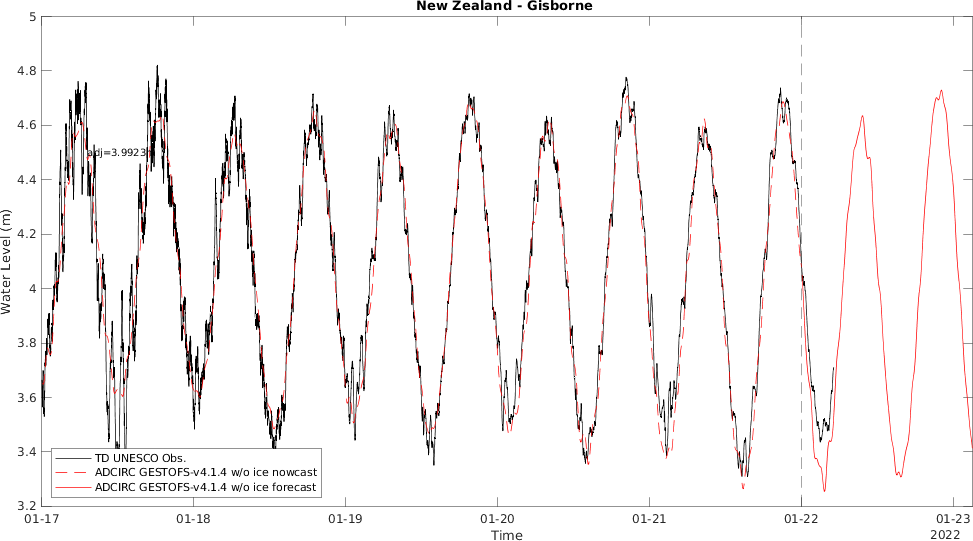 New Zealand - Gisborne
5
4.8
4.6
4.4
4.2
4
3.8
3.6
3.4
3.2
Water Level (m)
adj=3.9923
TD UNESCO Obs.
ADCIRC GESTOFS-v4.1.4 w/o ice nowcast
ADCIRC GESTOFS-v4.1.4 w/o ice forecast
01-17 01-18 01-19 01-20 01-21 01-22 01-23
Time
2022